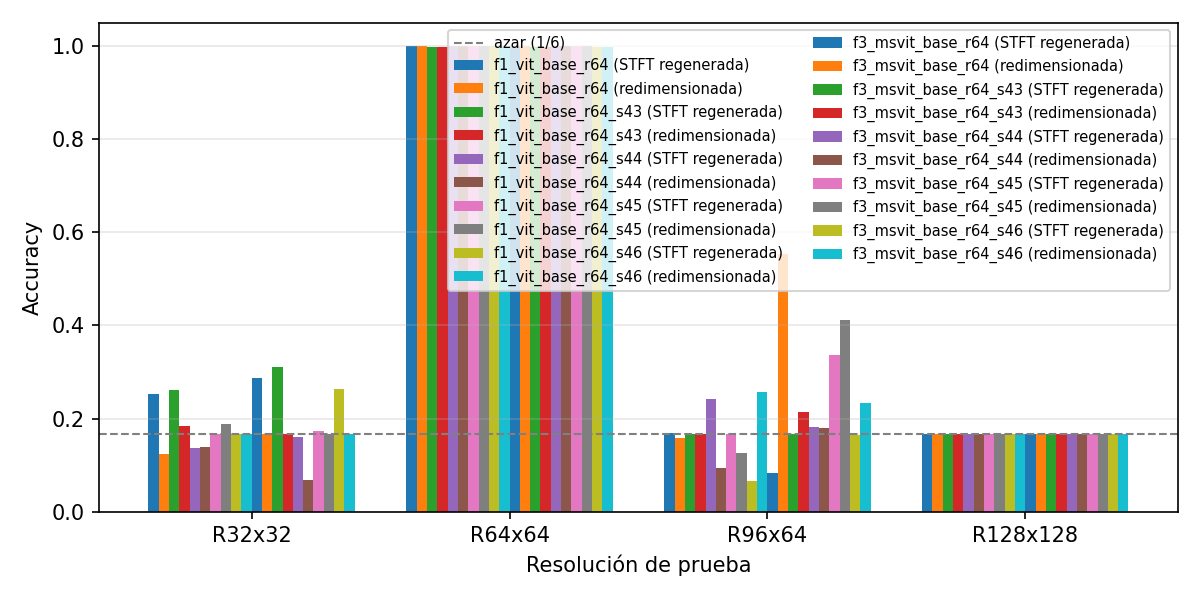 Accuracy
1.0
0.8
0.6
0.4
0.2
0.0
azar (1/6)
f1_vit_base_r64 (STFT regenerada)
f1_vit_base_r64 (redimensionada)
f1_vit_base_r64_s43 (STFT regenerada)
f1_vit_base_r64_s43 (redimensionada)
f1_vit_base_r64_s44 (STFT regenerada)
f1_vit_base_r64_s44 (redimensionada)
f1_vit_base_r64_s45 (STFT regenerada)
f1_vit_base_r64_s45 (redimensionada)
f1_vit_base_r64_s46 (STFT regenerada)
f1_vit_base_r64_s46 (redimensionada)
f3_msvit_base_r64 (STFT regenerada)
f3_msvit_base_r64 (redimensionada)
f3_msvit_base_r64_s43 (STFT regenerada)
f3_msvit_base_r64_s43 (redimensionada)
f3_msvit_base_r64_s44 (STFT regenerada)
f3_msvit_base_r64_s44 (redimensionada)
f3_msvit_base_r64_s45 (STFT regenerada)
f3_msvit_base_r64_s45 (redimensionada)
f3_msvit_base_r64_s46 (STFT regenerada)
f3_msvit_base_r64_s46 (redimensionada)
R32x32
R64x64
R96x64
R128x128
Resolución de prueba